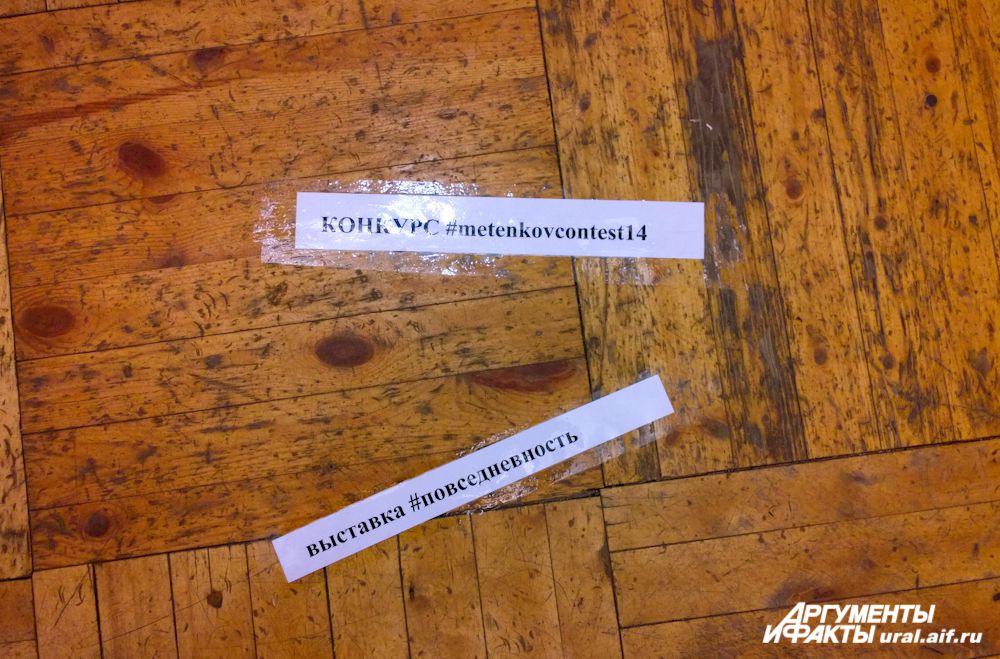 КОНКУРС #metenkovcontest14
выставка #повседневность
АРГУМЕНТЫ
И ФАКТЫ ural.aif.ru